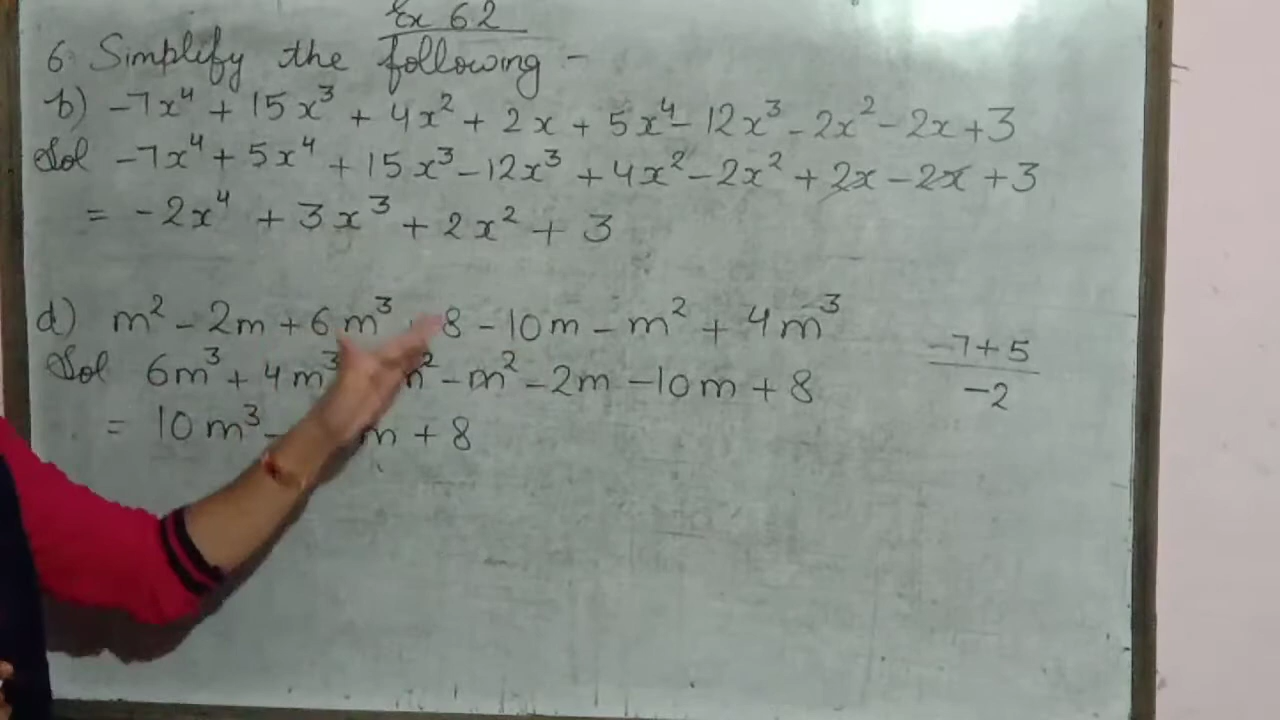 Ex 6.2
6. Simplify the following -
b) -7x⁴ + 15x³ + 4x² + 2x + 5x⁴ - 12x³ - 2x² - 2x + 3
Sol -7x⁴ + 5x⁴ + 15x³ - 12x³ + 4x² - 2x² + 2x - 2x + 3
= -2x⁴ + 3x³ + 2x² + 3
d) m² - 2m + 6m³ 8 - 10m - m² + 4m³
Sol 6m³ + 4m³ m² - m² - 2m - 10m + 8
= 10m³ - m + 8
-7+5
-2